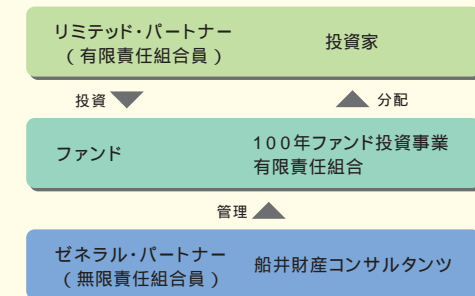 リミテッド・パートナー
(有限責任組合員)
投資家
投資
分配
ファンド
100年ファンド投資事業
有限責任組合
管理
ゼネラル・パートナー
(無限責任組合員)
船井財産コンサルタンツ